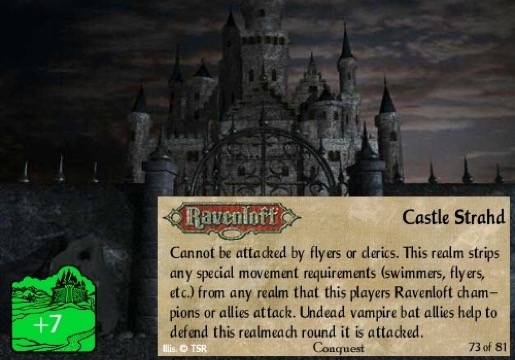 Ravenloft
Castle Strahd
Cannot be attacked by flyers or clerics. This realm strips
any special movement requirements (swimmers, flyers,
etc.) from any realm that this players Ravenloft cham-
pions or allies attack. Undead vampire bat allies help to
defend this realmeach round it is attacked.
+7
Illis. © TSR
Conquest
73 of 81